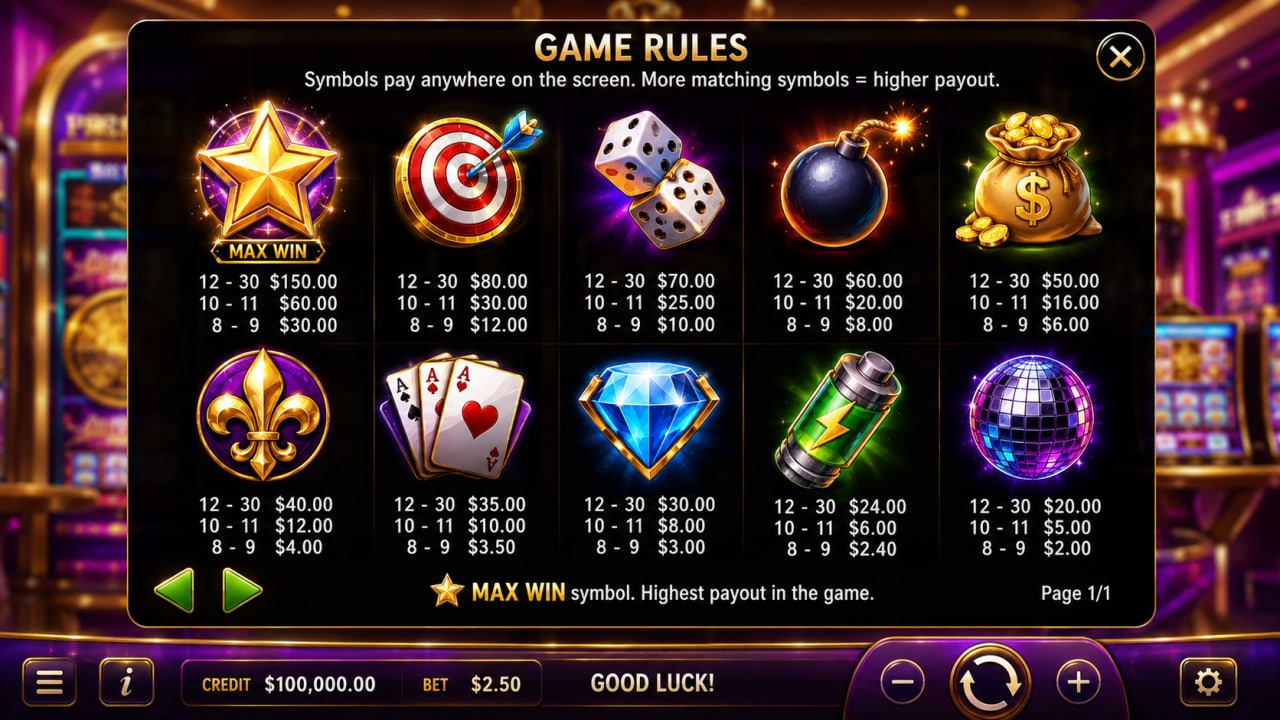 GAME RULES
Symbols pay anywhere on the screen. More matching symbols = higher payout.
MAX WIN
12 - 30 $150.00
10 - 11 $60.00
8 - 9 $30.00
12 - 30 $80.00
10 - 11 $30.00
8 - 9 $12.00
12 - 30 $70.00
10 - 11 $25.00
8 - 9 $10.00
12 - 30 $60.00
10 - 11 $20.00
8 - 9 $8.00
$
12 - 30 $50.00
10 - 11 $16.00
8 - 9 $6.00
12 - 30 $40.00
10 - 11 $12.00
8 - 9 $4.00
A A A
A
12 - 30 $35.00
10 - 11 $10.00
8 - 9 $3.50
12 - 30 $30.00
10 - 11 $8.00
8 - 9 $3.00
12 - 30 $24.00
10 - 11 $6.00
8 - 9 $2.40
12 - 30 $20.00
10 - 11 $5.00
8 - 9 $2.00
MAX WIN symbol. Highest payout in the game.
Page 1/1
i
CREDIT $100,000.00
BET $2.50
GOOD LUCK!